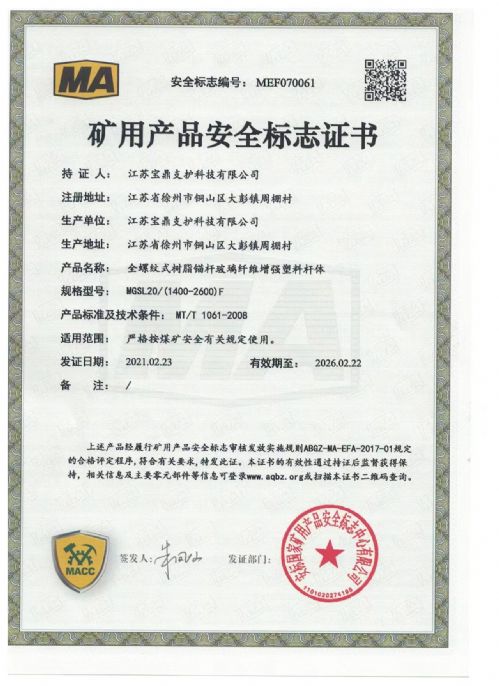 MA
安全标志编号：MEF070061
矿用产品安全标志证书
持 证 人：江苏宝鼎支护科技有限公司
注册地址：江苏省徐州市铜山区大彭镇周棚村
生产单位：江苏宝鼎支护科技有限公司
生产地址：江苏省徐州市铜山区大彭镇周棚村
产品名称：全螺纹式树脂锚杆玻璃纤维增强塑料杆体
规格型号：MGSL20/(1400-2600)F
产品标准及技术条件：MT/T 1061-2008
适用范围：严格按煤矿安全有关规定使用。
发证日期：2021.02.23 有效期至：2026.02.22
备 注：/
上述产品经履行矿用产品安全标志审核发放实施规则ABGZ-MA-EFA-2017-01规定
的合格评定程序,符合有关要求,特发此证。本证书的有效性通过持证后监督获得保
持，相关信息及主要零元部件等信息可登录www.aqbz.org或扫描本证书二维码查询。
MACC
签发人： 发证部门：
安标国家矿用产品安全标志中心有限公司
1101020274198